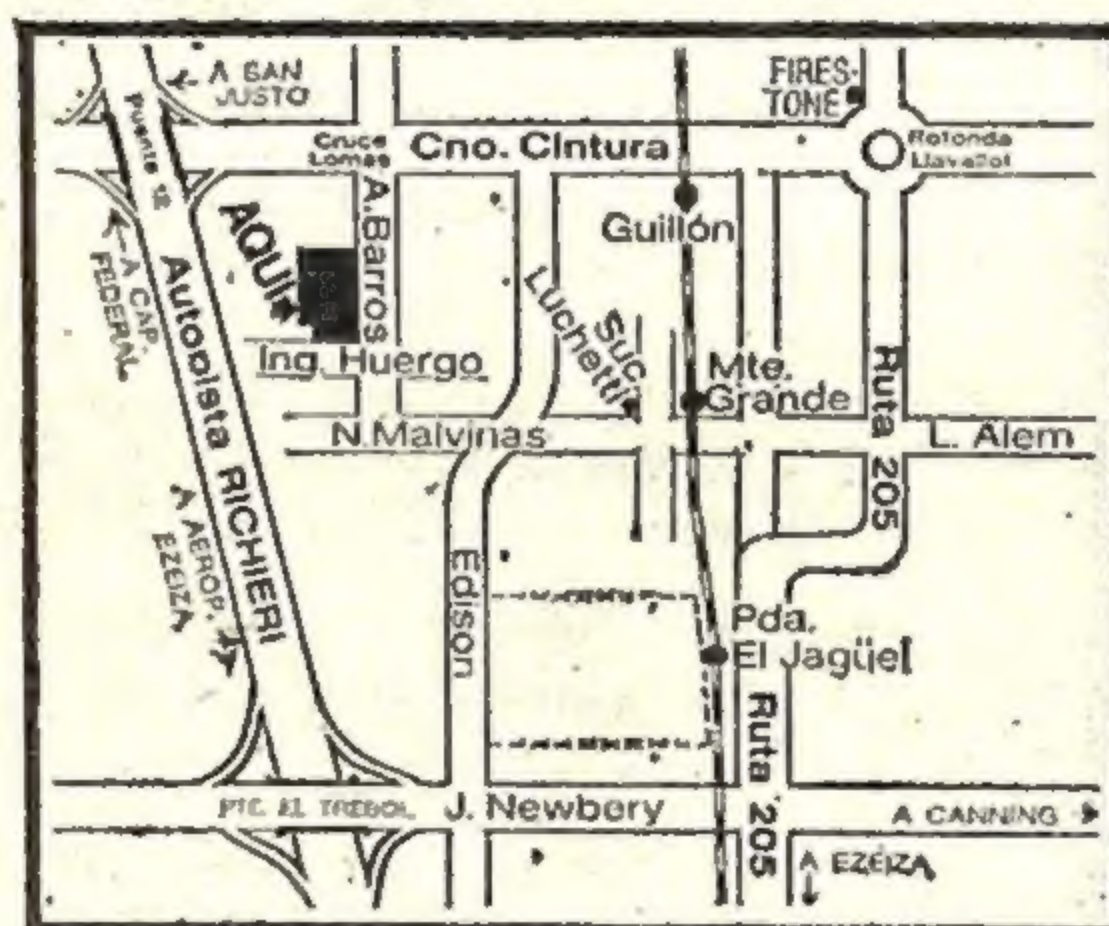 A SAN
JUSTO
FIRES-
TONE
Puente 12
Cruce
Lomas
Cno. CIntura
Rotonda
Llavallol
A CAP.
FEDERAL
AQUI
A. Barros
Guillón
Luchetti
Suc.
Ing. Huergo
Mte.
Grande
N. Malvinas
L. Alem
Ruta 205
Autopista RICHIERI
A AEROP.
EZEIZA
Edison
Pda.
El Jagüel
Ruta 205
PTE. EL TREBOL
J. Newbery
A CANNING
A EZEIZA